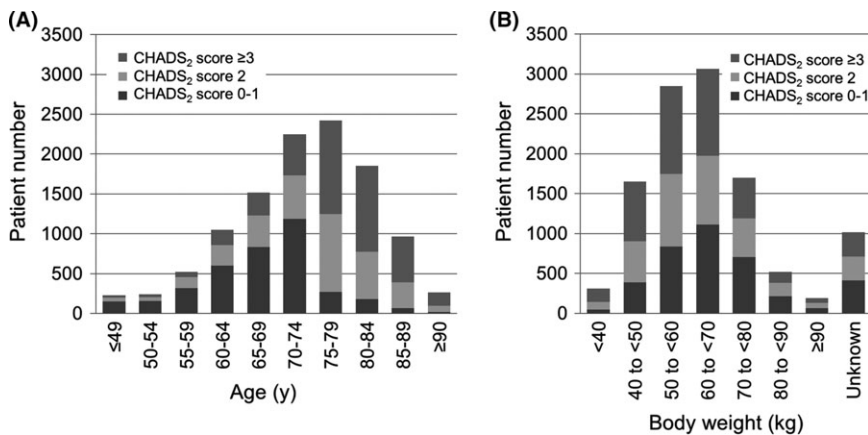 (A)
3500
3000
2500
2000
1500
1000
500
0
Patient number
CHADS₂ score ≥3
CHADS₂ score 2
CHADS₂ score 0-1
≤49
50-54
55-59
60-64
65-69
70-74
75-79
80-84
85-89
≥90
Age (y)
(B)
3500
3000
2500
2000
1500
1000
500
0
Patient number
CHADS₂ score ≥3
CHADS₂ score 2
CHADS₂ score 0-1
<40
40 to <50
50 to <60
60 to <70
70 to <80
80 to <90
≥90
Unknown
Body weight (kg)